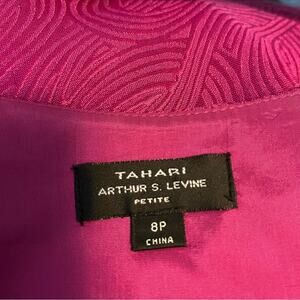 TAHARI
ARTHUR S. LEVINE
PETITE
8P
CHINA